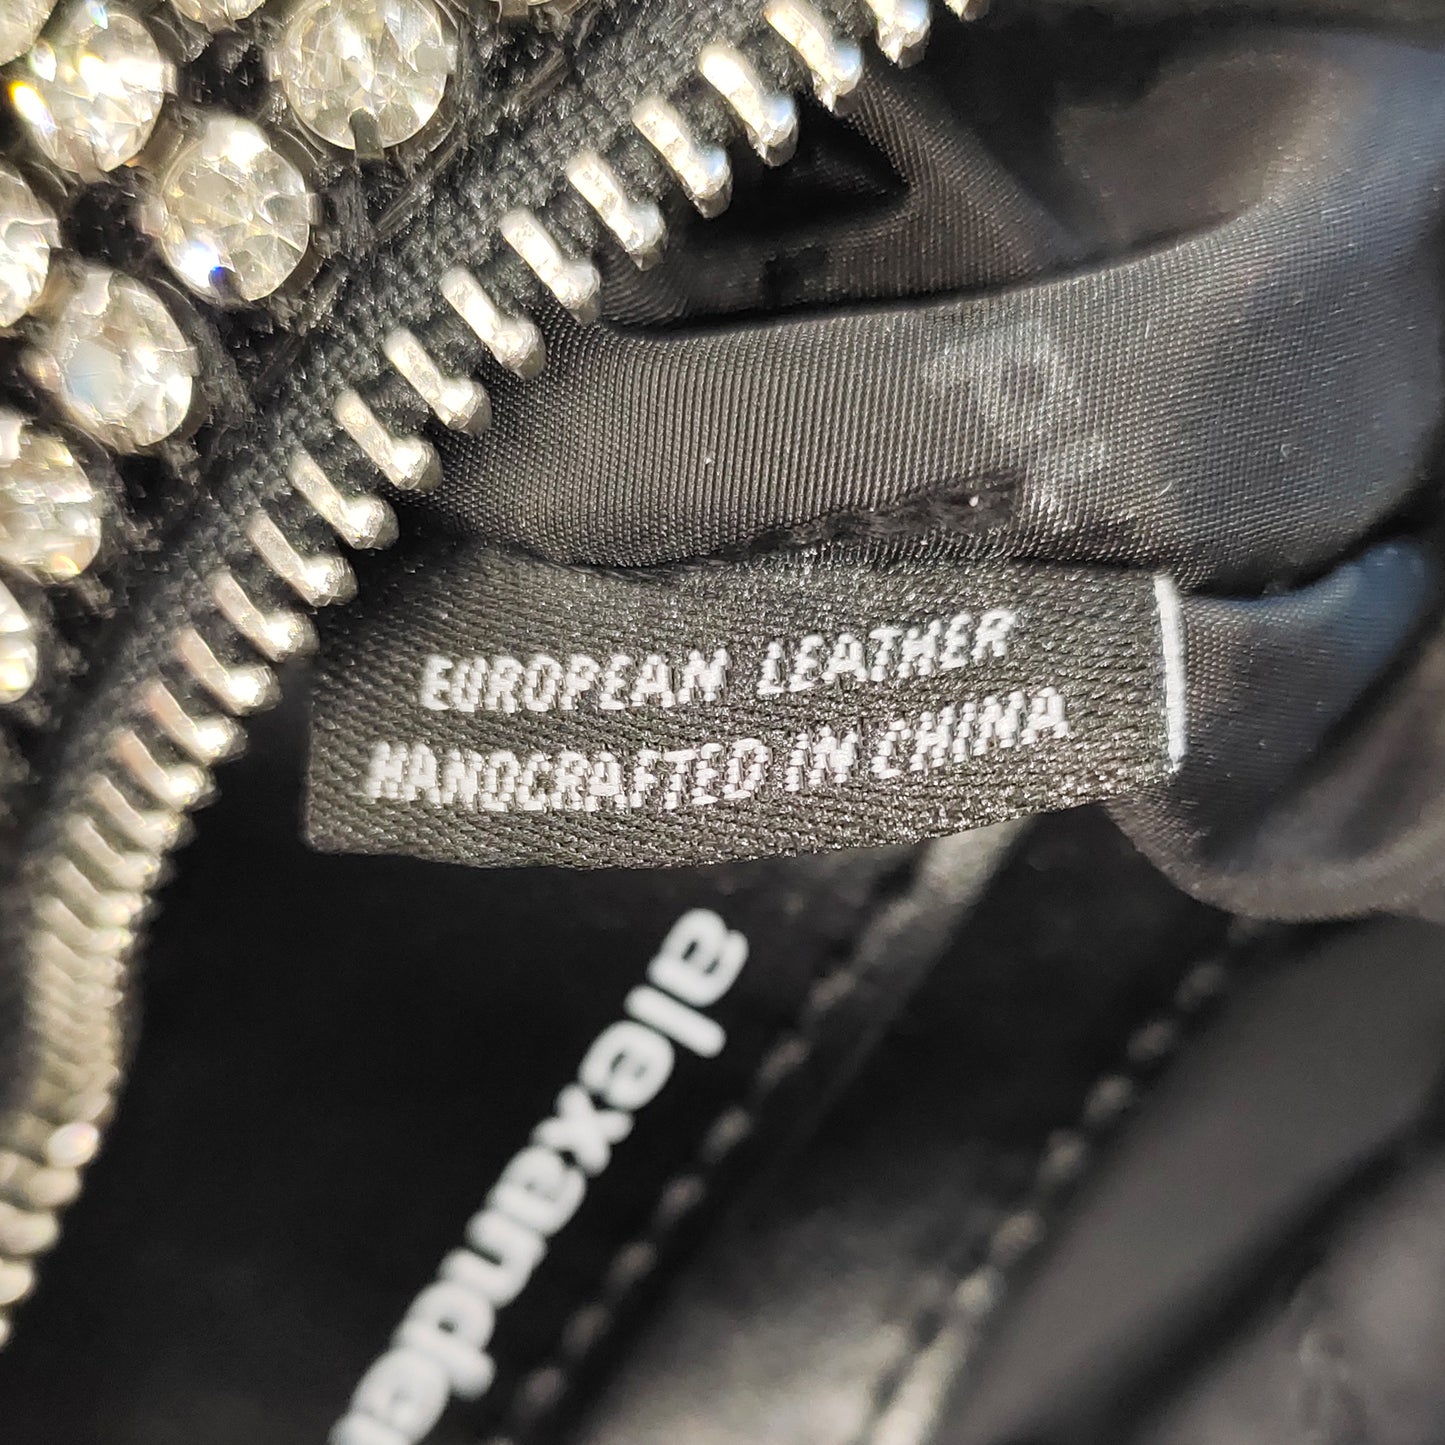 EUROPEAN LEATHER
HANDCRAFTED IN CHINA
alexande